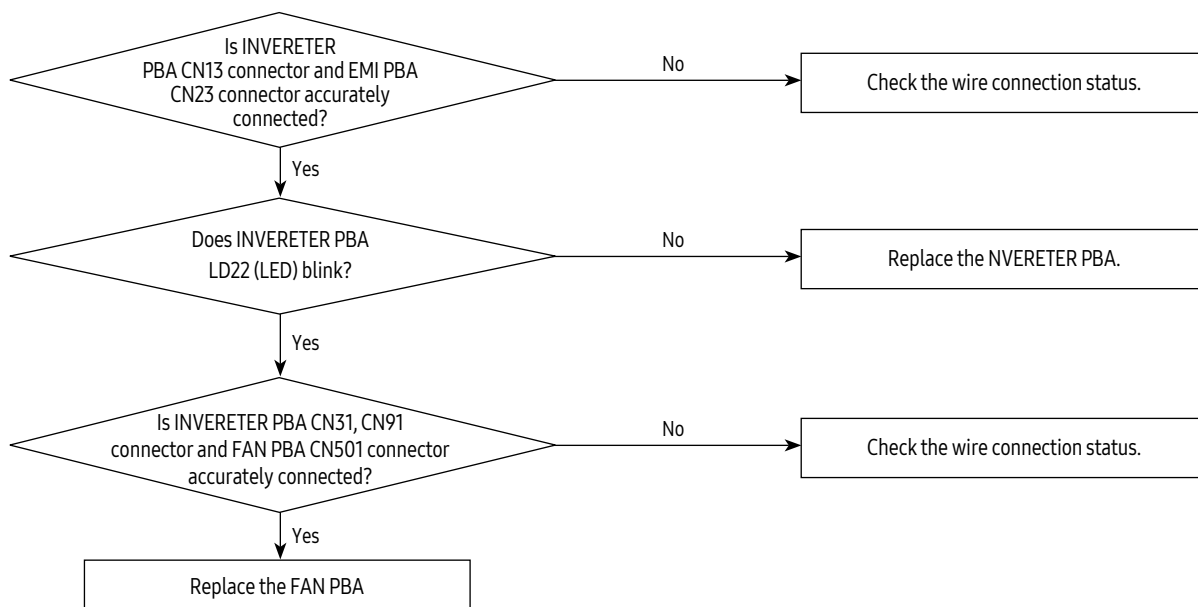 Is INVERETER
PBA CN13 connector and EMI PBA
CN23 connector accurately
connected?
No
Check the wire connection status.
Yes
Does INVERETER PBA
LD22 (LED) blink?
No
Replace the NVERETER PBA.
Yes
Is INVERETER PBA CN31, CN91
connector and FAN PBA CN501 connector
accurately connected?
No
Check the wire connection status.
Yes
Replace the FAN PBA